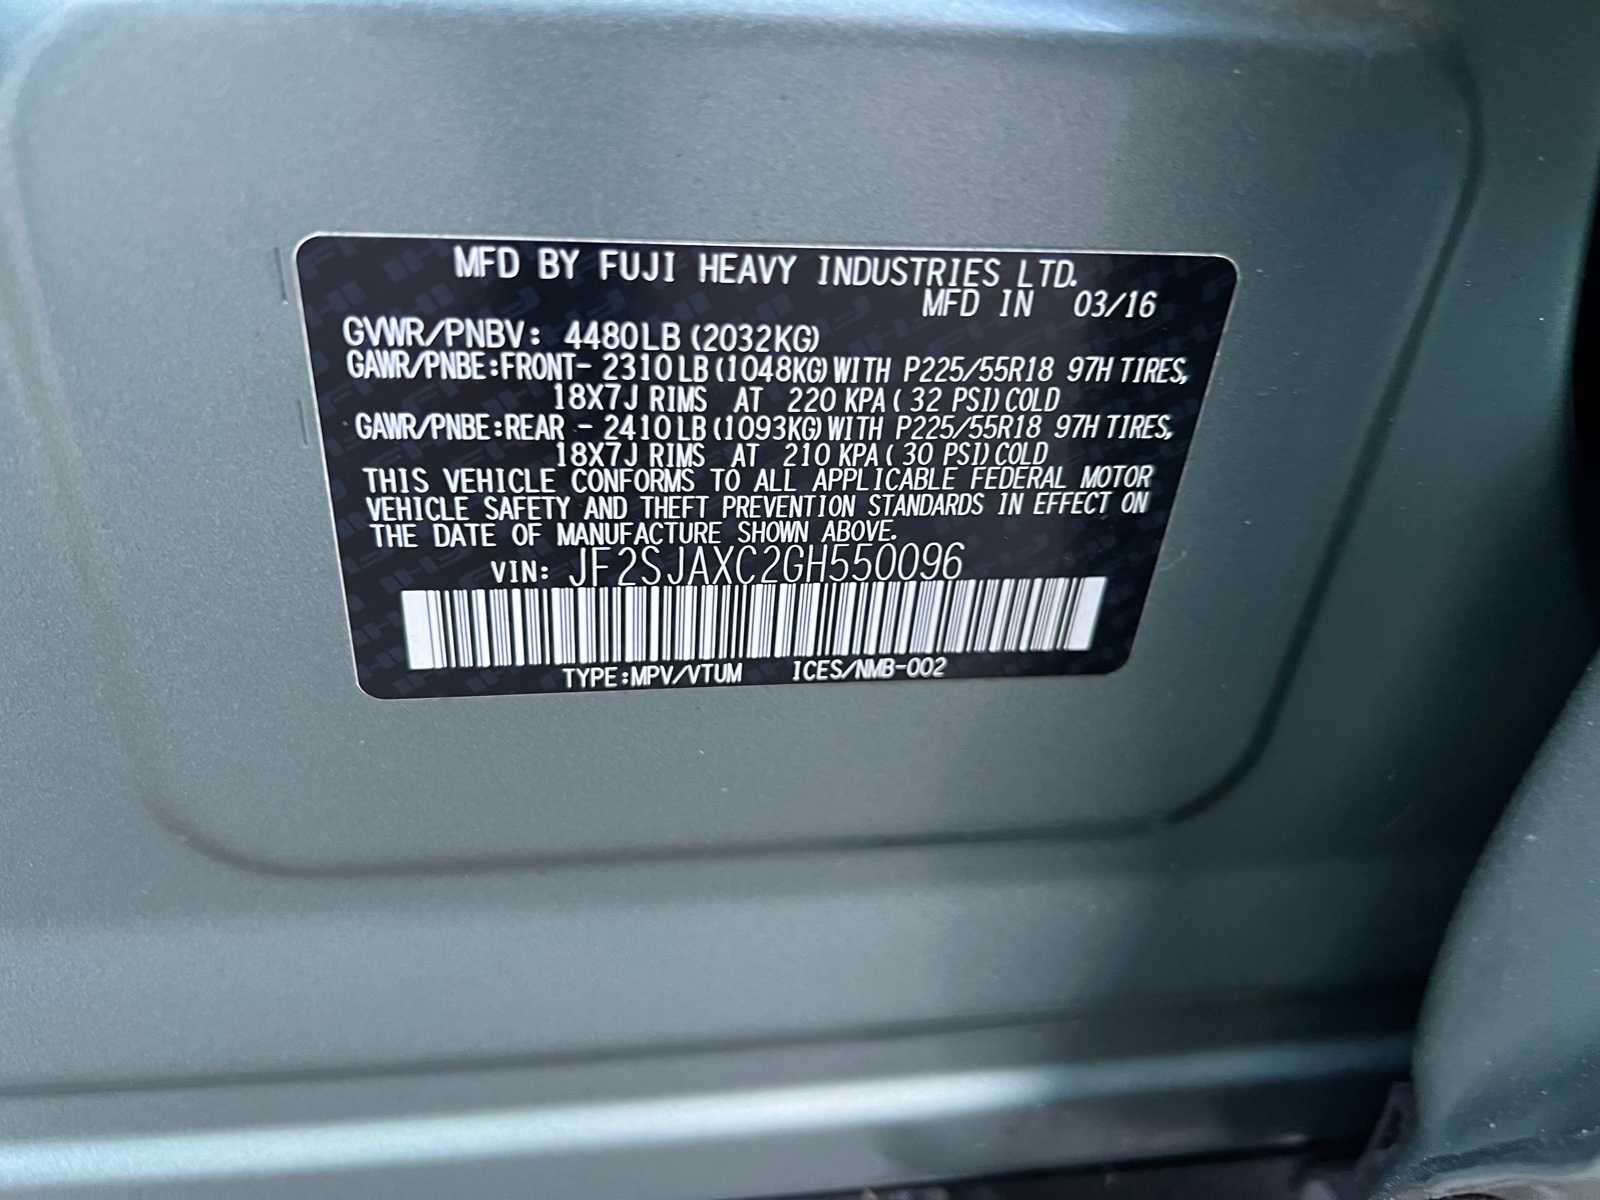 MFD BY FUJI HEAVY INDUSTRIES LTD.
MFD IN 03/16
GVWR/PNBV: 4480LB (2032KG)
GAWR/PNBE:FRONT- 2310LB (1048KG) WITH P225/55R18 97H TIRES,
18X7J RIMS AT 220 KPA ( 32 PSI) COLD
GAWR/PNBE:REAR - 2410LB (1093KG) WITH P225/55R18 97H TIRES,
18X7J RIMS AT 210 KPA ( 30 PSI) COLD
THIS VEHICLE CONFORMS TO ALL APPLICABLE FEDERAL MOTOR
VEHICLE SAFETY AND THEFT PREVENTION STANDARDS IN EFFECT ON
THE DATE OF MANUFACTURE SHOWN ABOVE.
VIN: JF2SJAXC2GH550096
TYPE:MPV/VTUM ICES/NMB-002